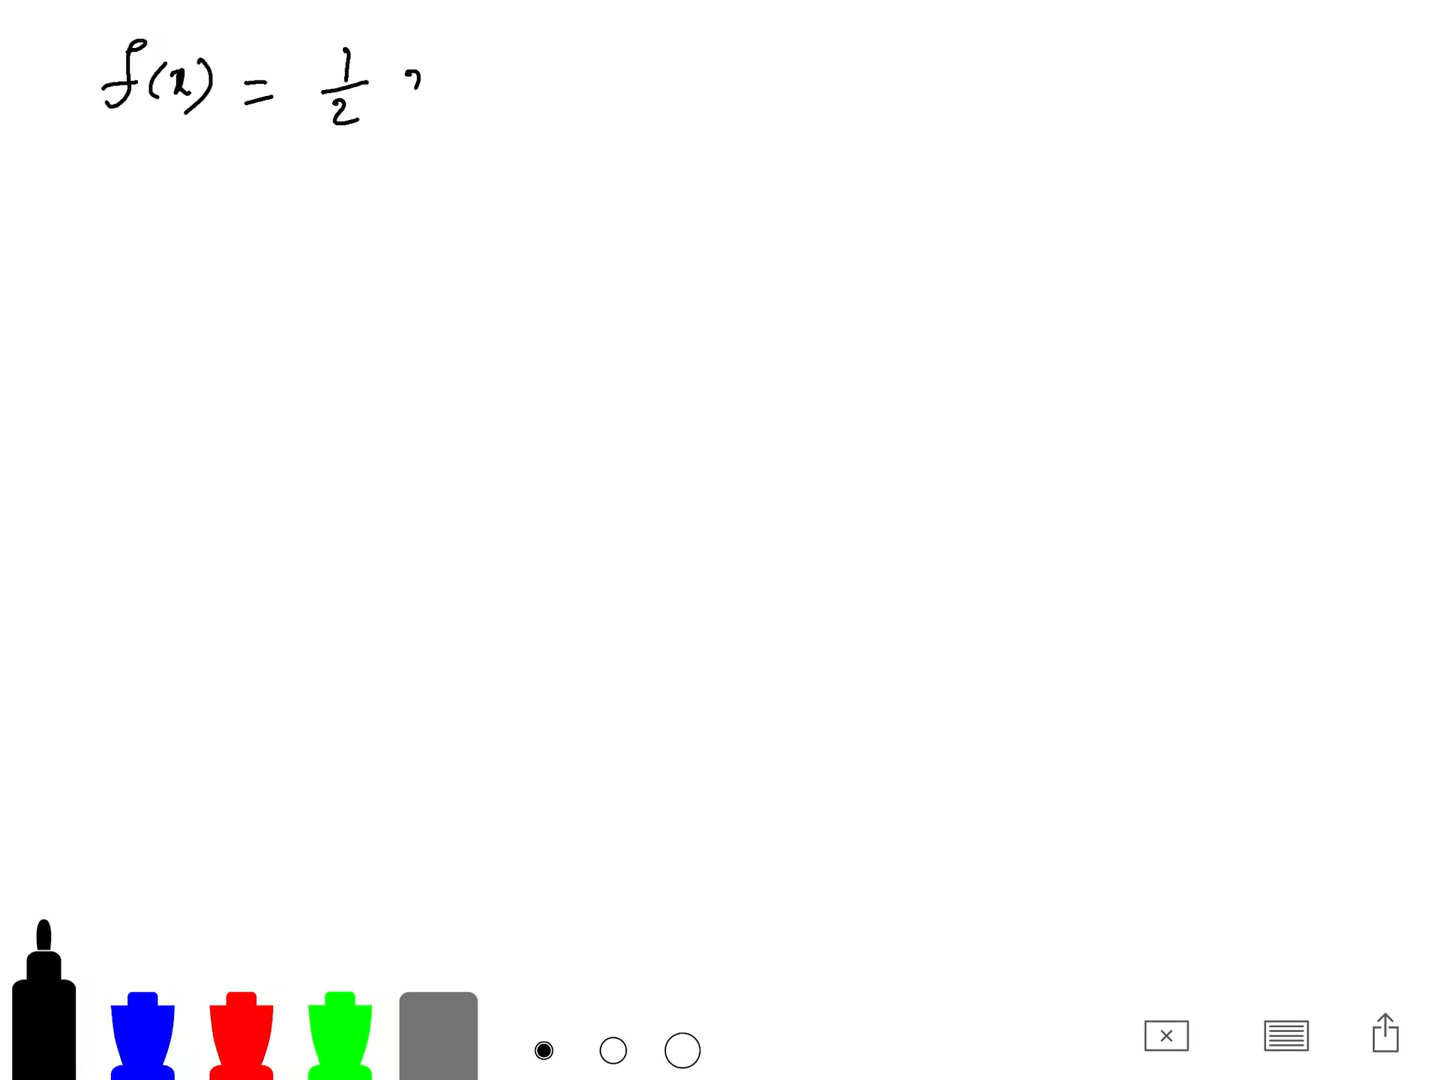 f(x) = 1/2